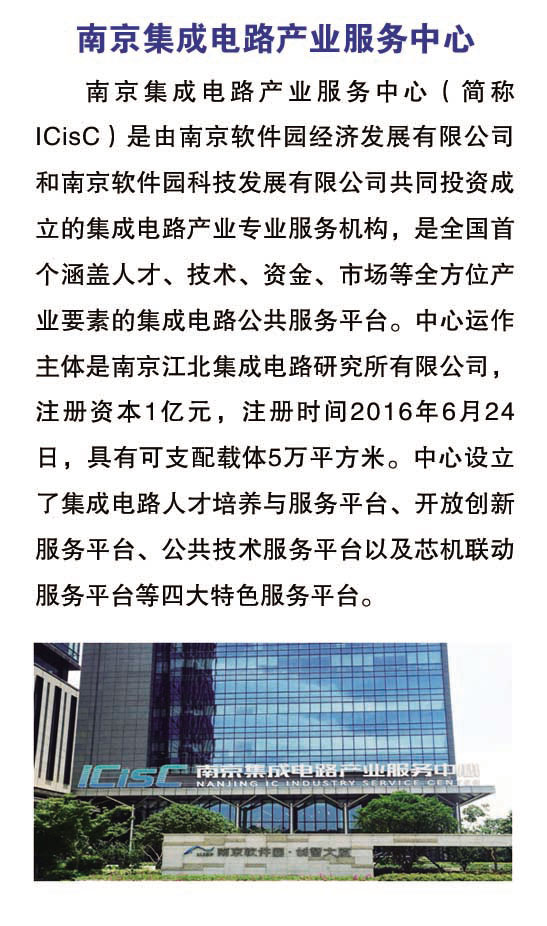 南京集成电路产业服务中心
南京集成电路产业服务中心（简称
ICisC）是由南京软件园经济发展有限公司
和南京软件园科技发展有限公司共同投资成
立的集成电路产业专业服务机构，是全国首
个涵盖人才、技术、资金、市场等全方位产
业要素的集成电路公共服务平台。中心运作
主体是南京江北集成电路研究所有限公司，
注册资本1亿元，注册时间2016年6月24
日，具有可支配载体5万平方米。中心设立
了集成电路人才培养与服务平台、开放创新
服务平台、公共技术服务平台以及芯机联动
服务平台等四大特色服务平台。
ICisC 南京集成电路产业服务中心
NANJING IC INDUSTRY SERVICE CENTER
南京软件园·创智大厦